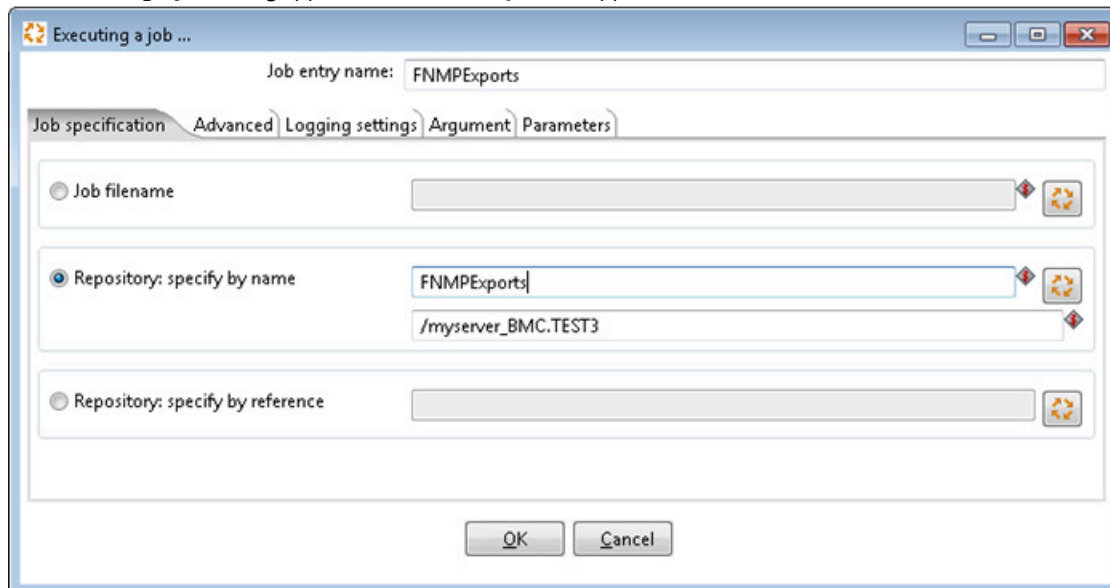 Executing a job ...
Job entry name: FNMPExports
Job specification Advanced Logging settings Argument Parameters
Job filename
Repository: specify by name FNMPExports
/myserver_BMC.TEST3
Repository: specify by reference
OK Cancel